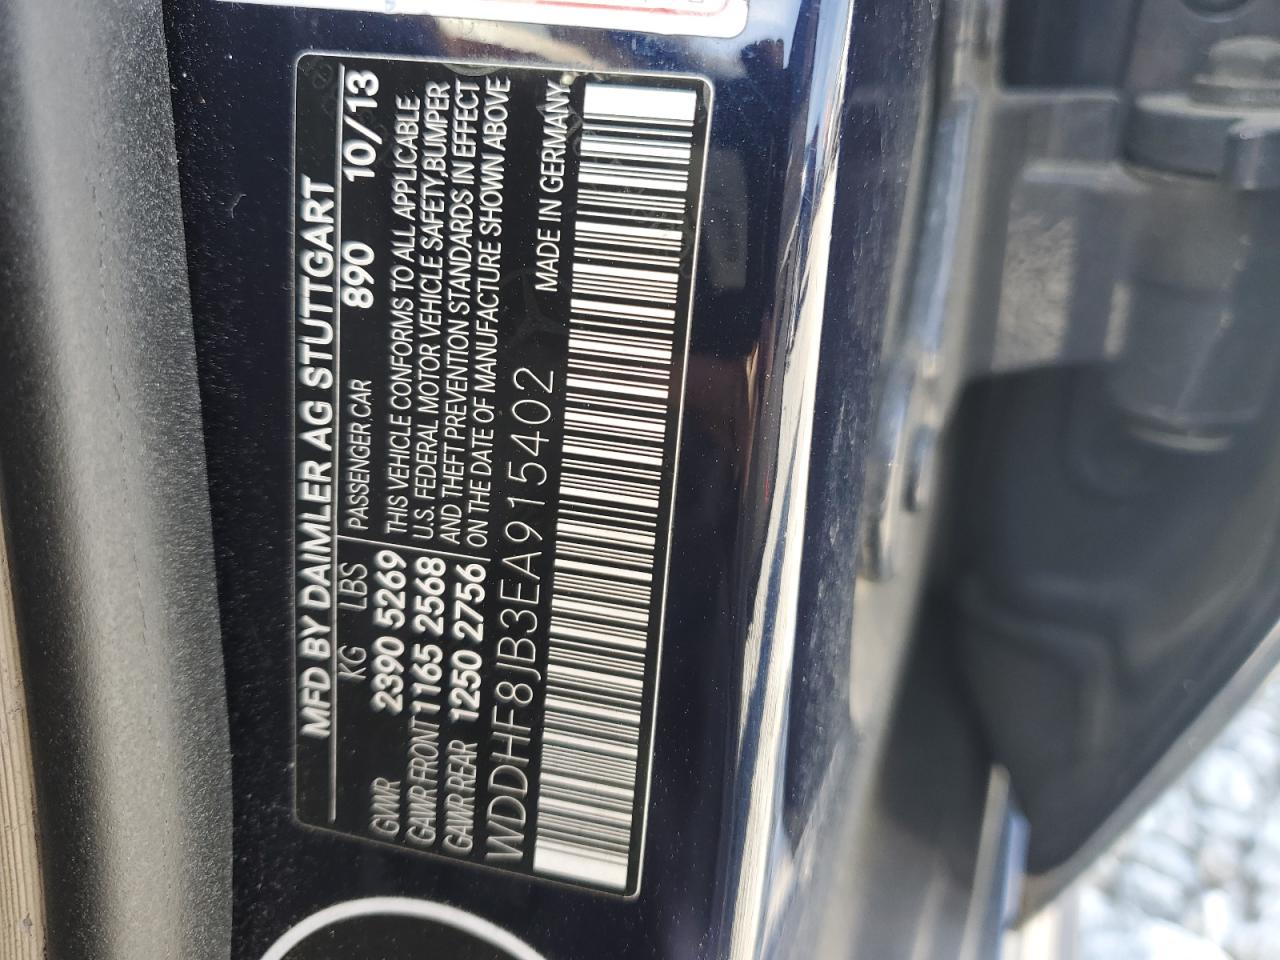 MFD BY DAIMLER AG STUTTGART
KG LBS PASSENGER CAR 890 10/13
GVWR 2390 5269
GAWR FRONT 1165 2568
GAWR REAR 1250 2756
THIS VEHICLE CONFORMS TO ALL APPLICABLE
U.S. FEDERAL MOTOR VEHICLE SAFETY,BUMPER
AND THEFT PREVENTION STANDARDS IN EFFECT
ON THE DATE OF MANUFACTURE SHOWN ABOVE
WDDHF8JB3EA915402 MADE IN GERMANY